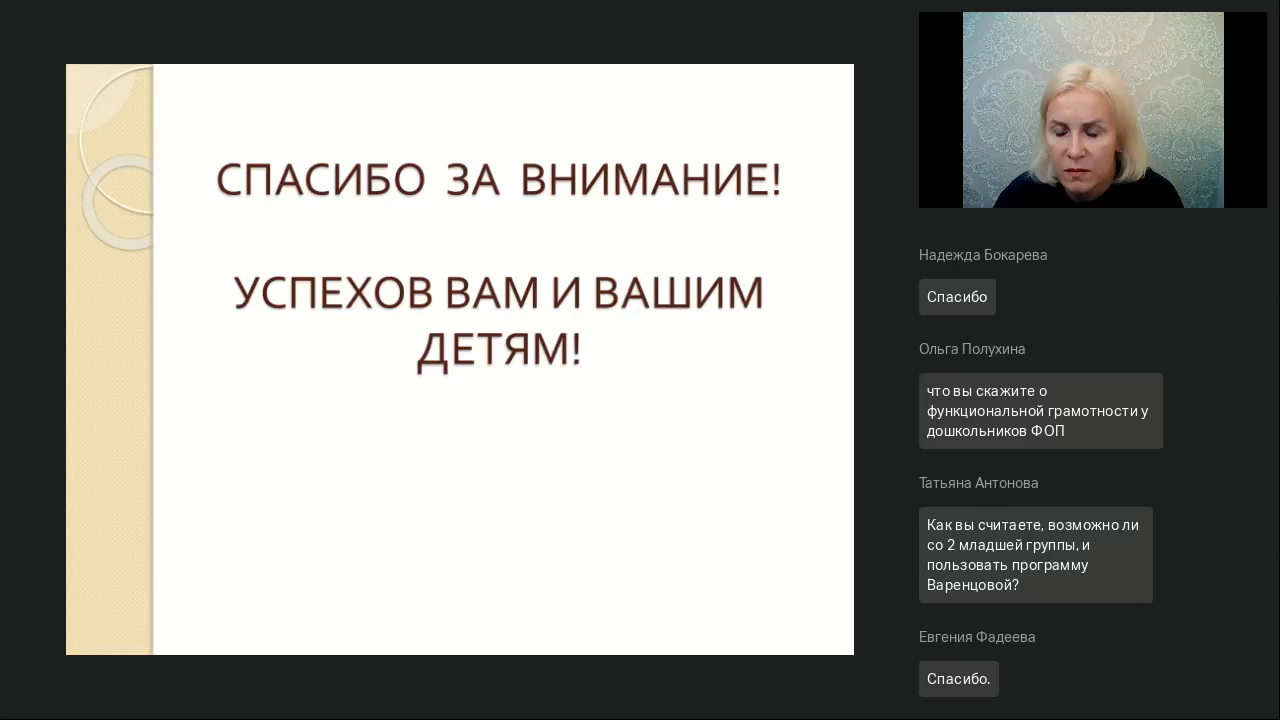 СПАСИБО ЗА ВНИМАНИЕ!
УСПЕХОВ ВАМ И ВАШИМ
ДЕТЯМ!
Надежда Бокарева
Спасибо
Ольга Полухина
что вы скажите о
функциональной грамотности у
дошкольников ФОП
Татьяна Антонова
Как вы считаете, возможно ли
со 2 младшей группы, и
пользовать программу
Варенцовой?
Евгения Фадеева
Спасибо.